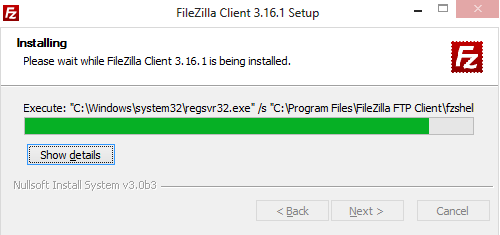 FileZilla Client 3.16.1 Setup
Installing
Please wait while FileZilla Client 3.16.1 is being installed.
Fz
Execute: "C:\Windows\system32\regsvr32.exe" /s "C:\Program Files\FileZilla FTP Client\fzshel
Show details
Nullsoft Install System v3.0b3
< Back
Next >
Cancel